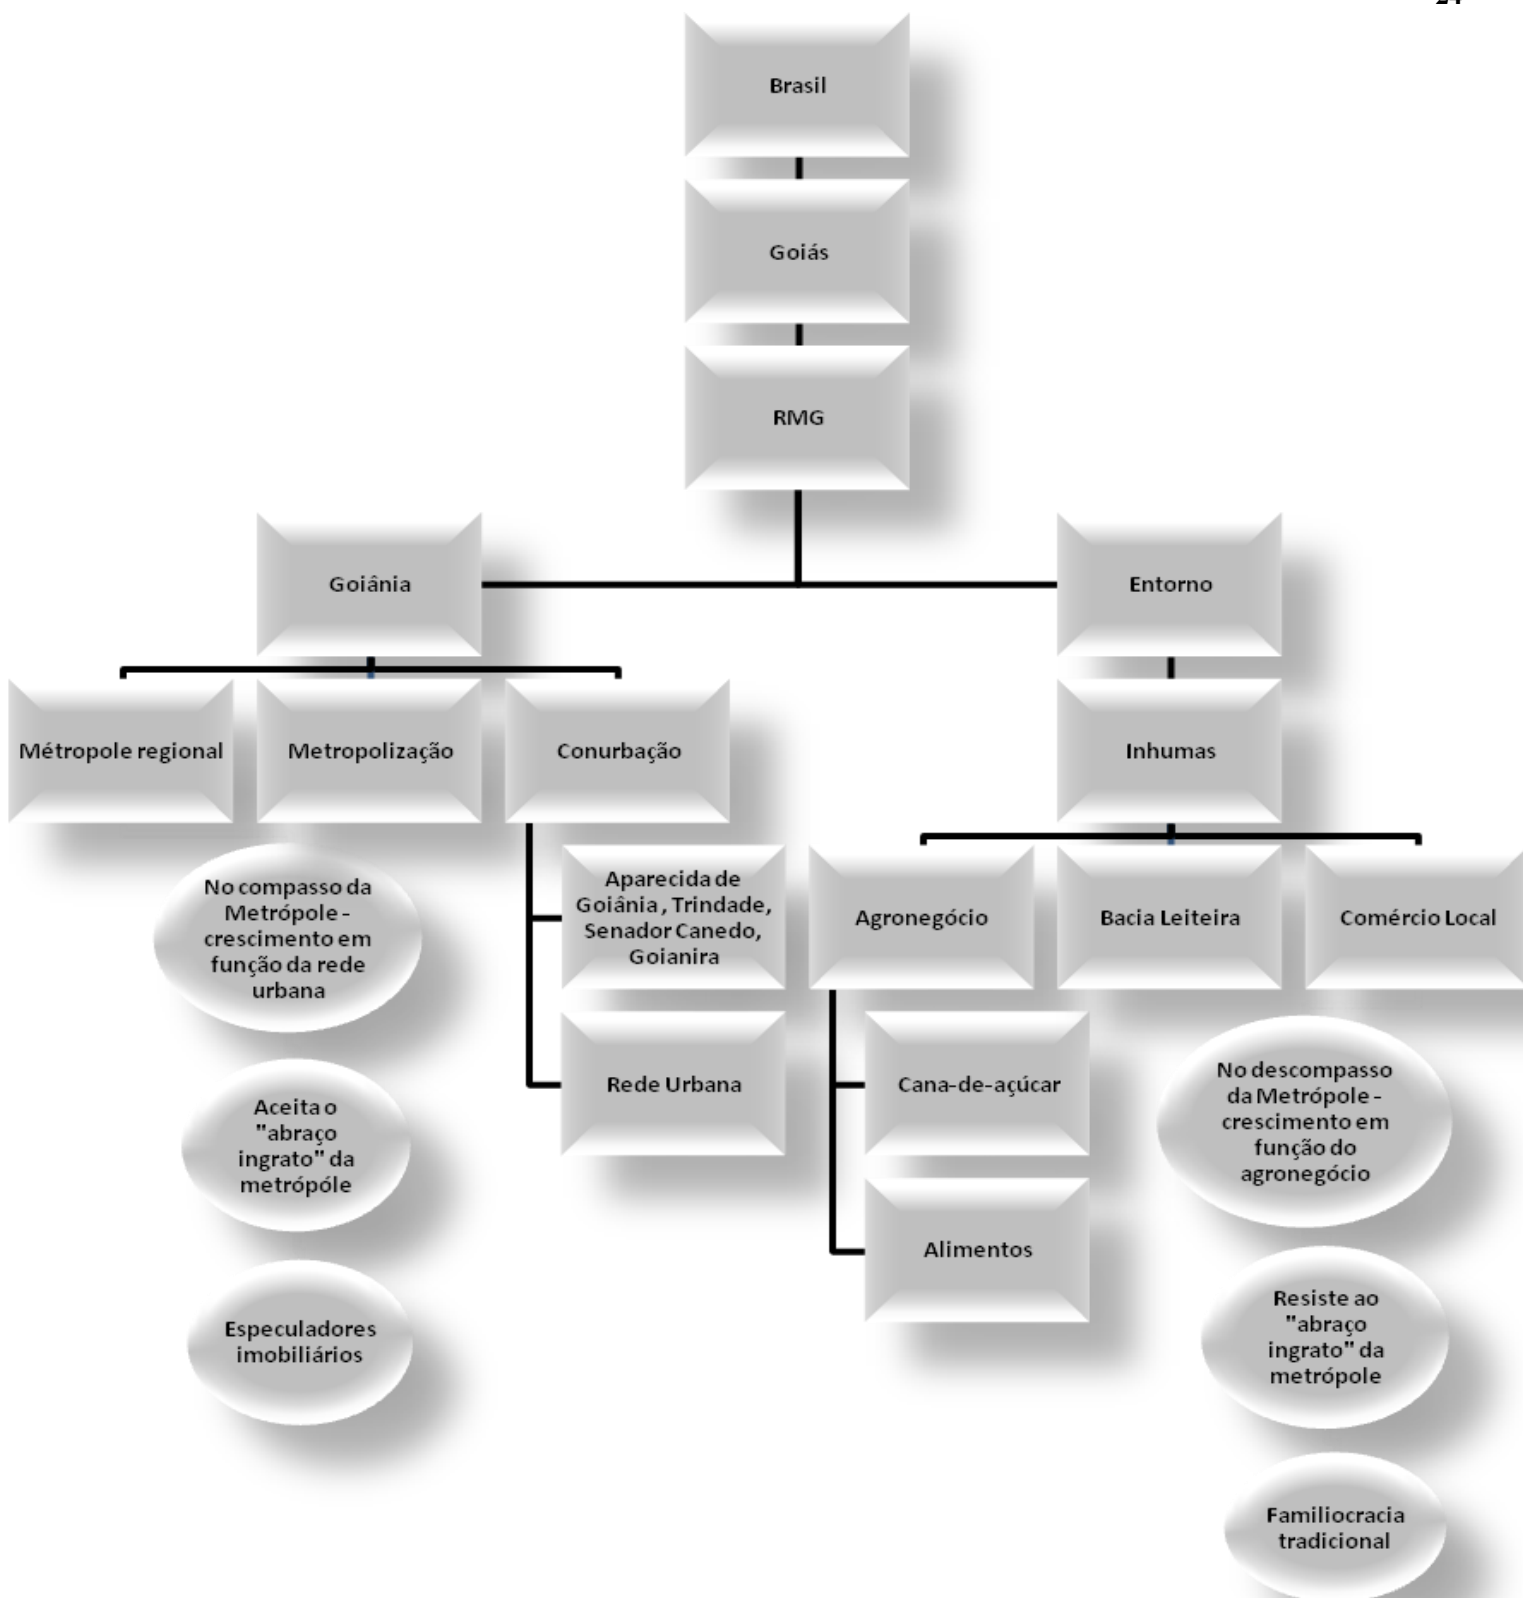 Brasil
Goiás
RMG
Goiânia
Entorno
Métropole regional
Metropolização
Conurbação
Inhumas
No compasso da
Metrópole -
crescimento em
função da rede
urbana
Aparecida de
Goiânia , Trindade,
Senador Canedo,
Goianira
Agronegócio
Bacia Leiteira
Comércio Local
Rede Urbana
Cana-de-açúcar
No descompasso
da Metrópole -
crescimento em
função do
agronegócio
Aceita o
"abraço
ingrato" da
metrópóle
Alimentos
Especuladores
imobiliários
Resiste ao
"abraço
ingrato" da
metrópole
Familiocracia
tradicional